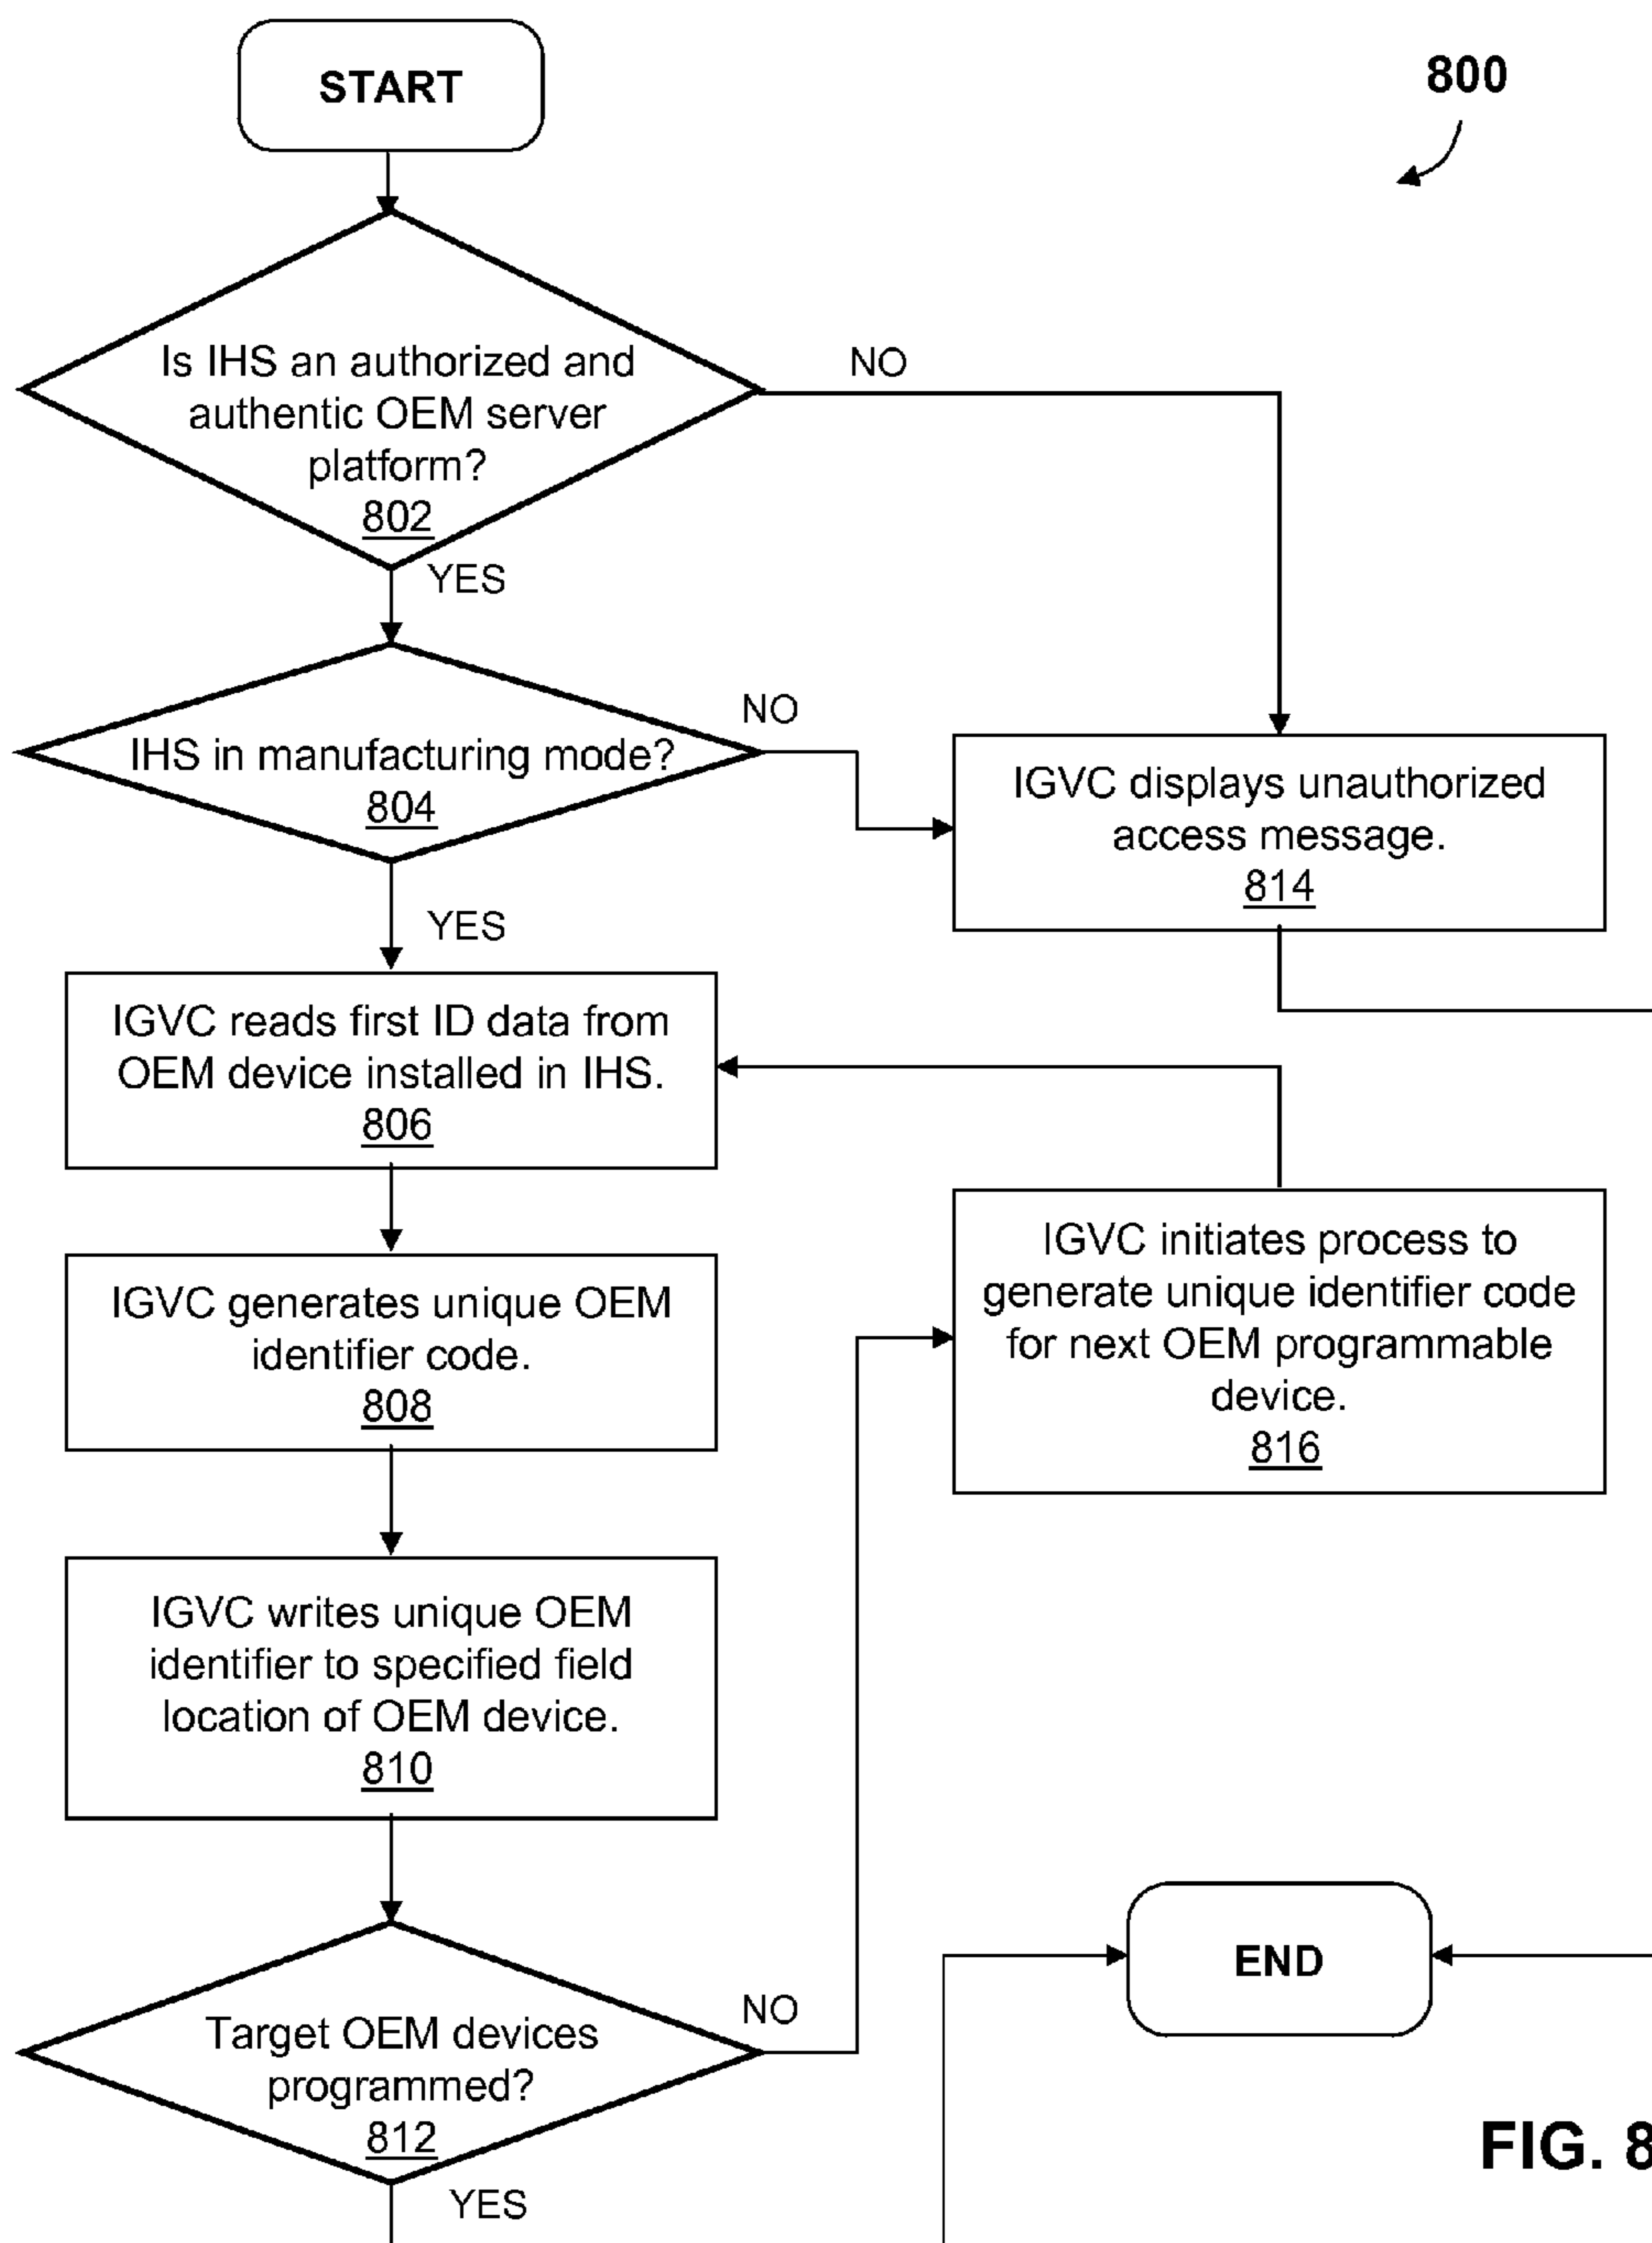 START
800
Is IHS an authorized and
authentic OEM server
platform?
802
NO
YES
IHS in manufacturing mode?
804
NO
YES
IGVC displays unauthorized
access message.
814
IGVC reads first ID data from
OEM device installed in IHS.
806
IGVC generates unique OEM
identifier code.
808
IGVC initiates process to
generate unique identifier code
for next OEM programmable
device.
816
IGVC writes unique OEM
identifier to specified field
location of OEM device.
810
Target OEM devices
programmed?
812
NO
YES
END
FIG. 8